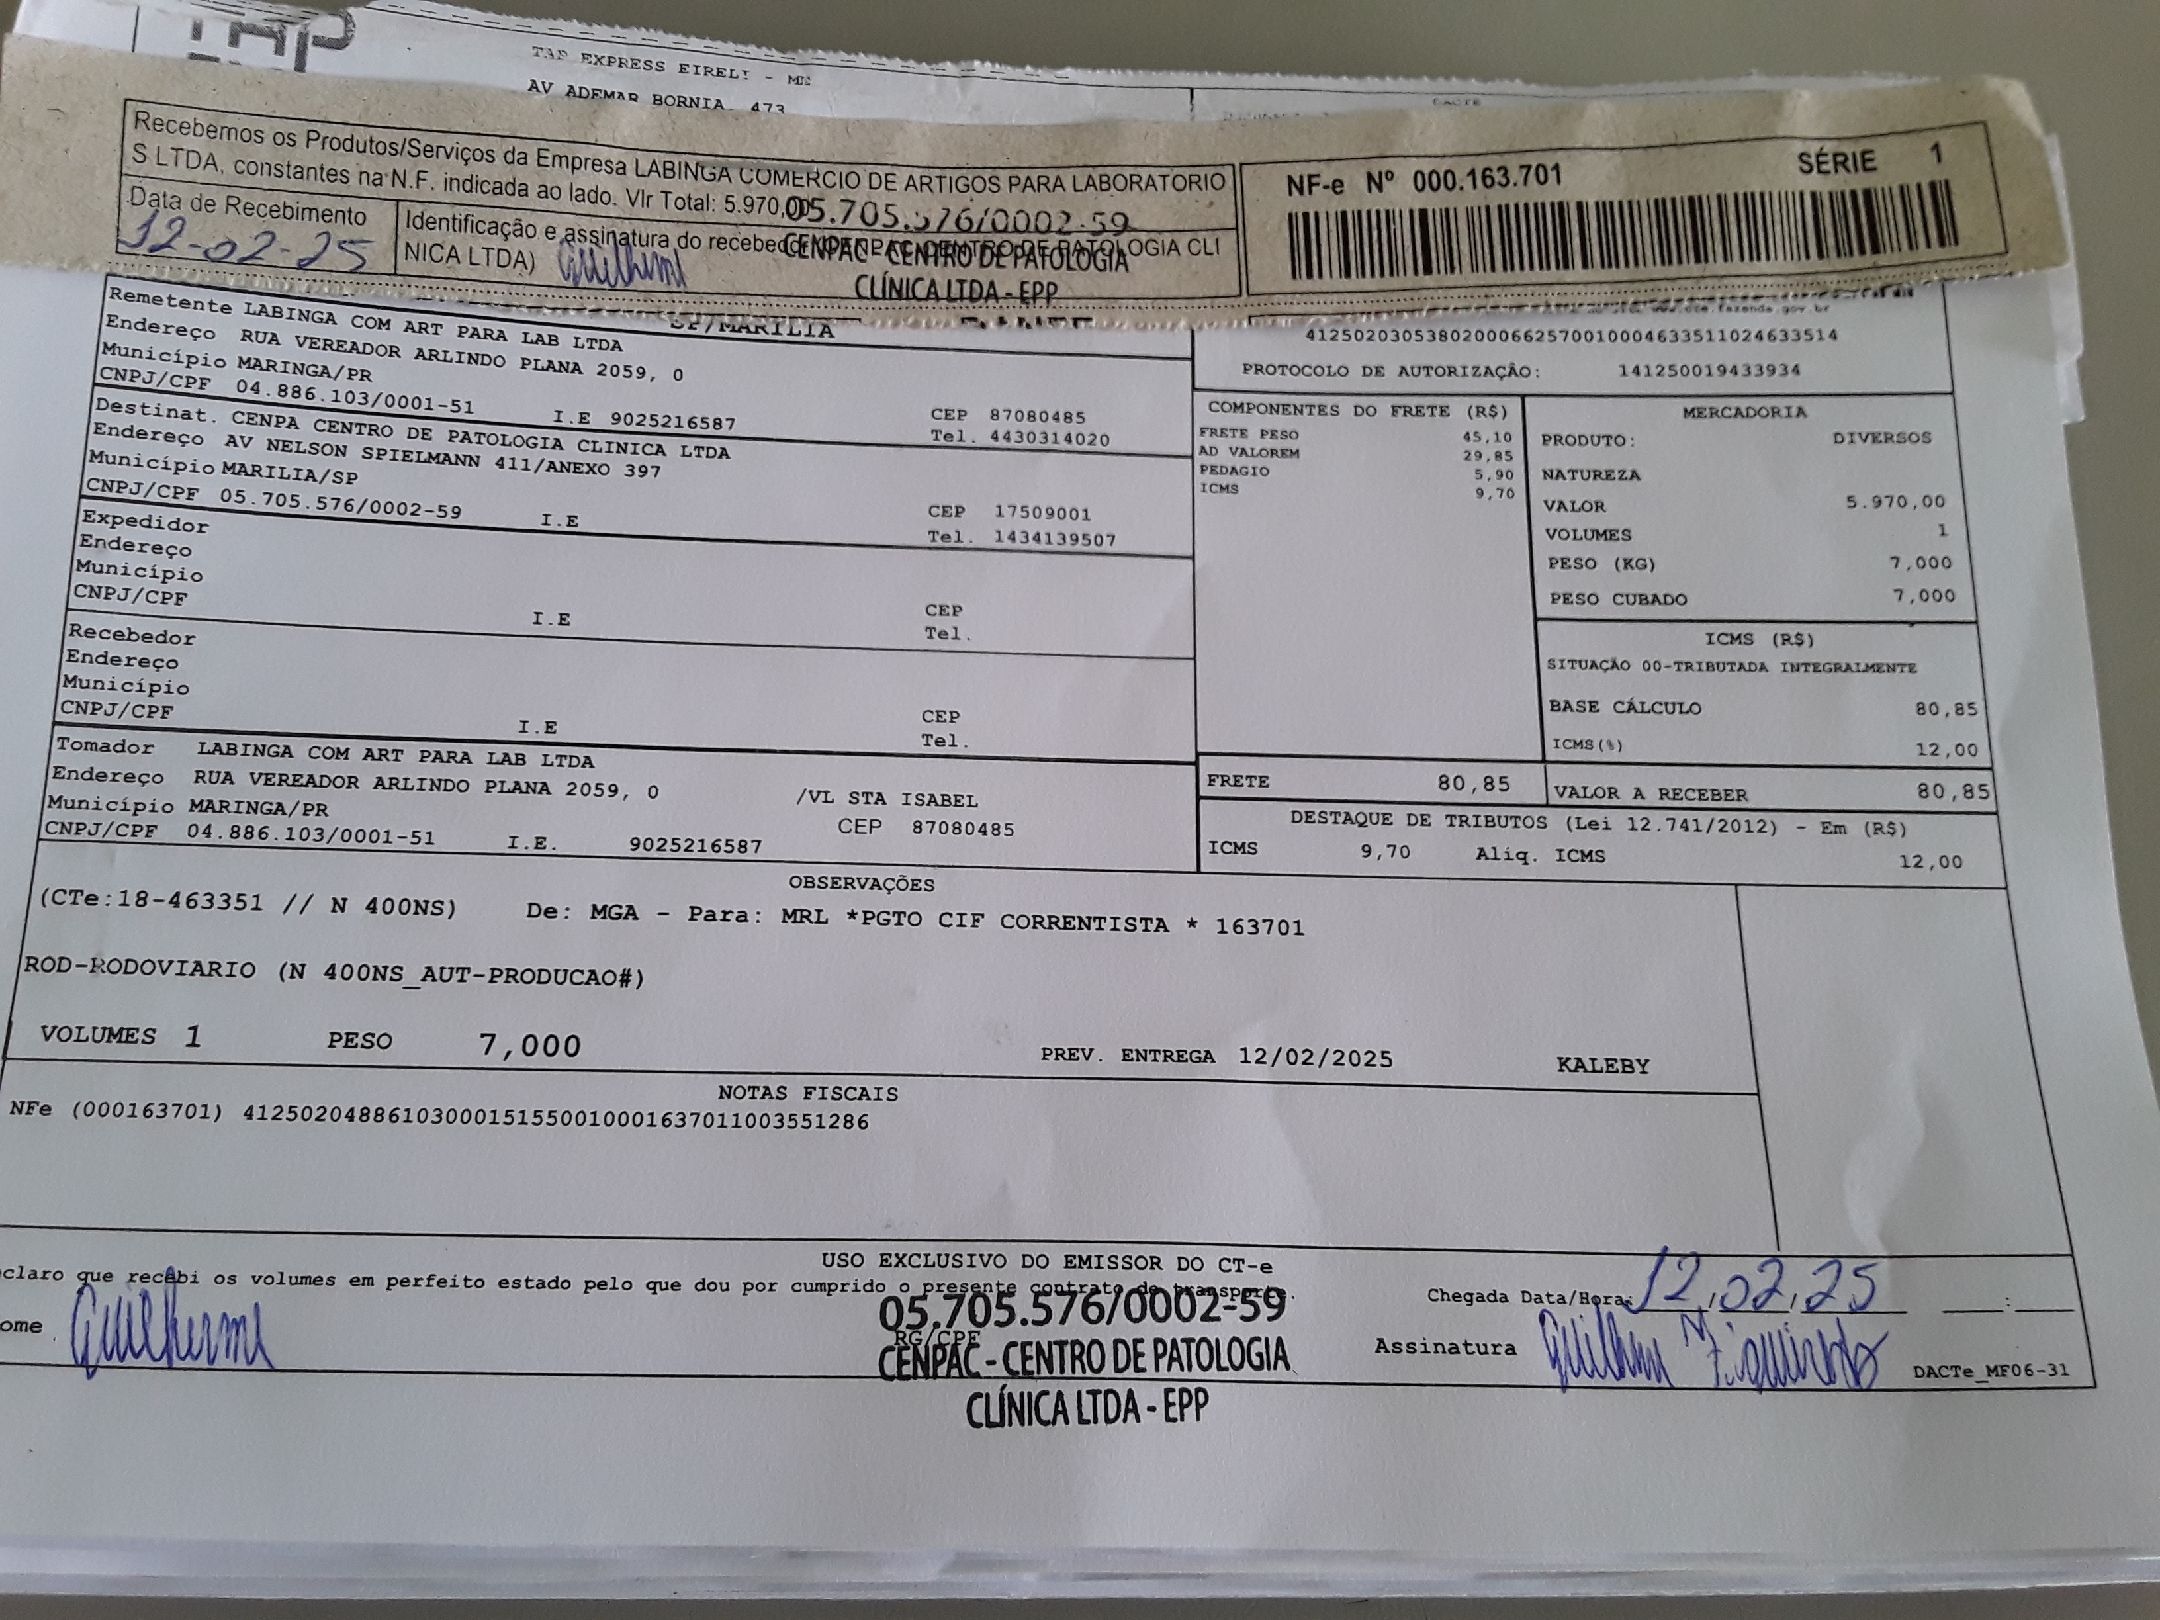 TAP
TAP EXPRESS EIRELI - ME
AV ADEMAR BORNIA, 473
DACTE
Recebemos os Produtos/Serviços da Empresa LABINGA COMERCIO DE ARTIGOS PARA LABORATORIO
S LTDA, constantes na N.F. indicada ao lado. Vlr Total: 5.970,00
05.705.576/0002-59
Data de Recebimento
12-02-25
Identificação e assinatura do recebedor
CENPAC - CENTRO DE PATOLOGIA CLI
NICA LTDA)
Guilherme
CENPAC - CENTRO DE PATOLOGIA
CLÍNICA LTDA - EPP
NF-e Nº 000.163.701
SÉRIE 1
SP/MARILIA
Remetente LABINGA COM ART PARA LAB LTDA
Endereço RUA VEREADOR ARLINDO PLANA 2059, 0
Município MARINGA/PR
CNPJ/CPF 04.886.103/0001-51 I.E 9025216587
CEP 87080485
Tel. 4430314020
Destinat. CENPA CENTRO DE PATOLOGIA CLINICA LTDA
Endereço AV NELSON SPIELMANN 411/ANEXO 397
Município MARILIA/SP
CNPJ/CPF 05.705.576/0002-59 I.E
CEP 17509001
Tel. 1434139507
Expedidor
Endereço
Município
CNPJ/CPF I.E
CEP
Tel.
Recebedor
Endereço
Município
CNPJ/CPF I.E
CEP
Tel.
Tomador LABINGA COM ART PARA LAB LTDA
Endereço RUA VEREADOR ARLINDO PLANA 2059, 0 /VL STA ISABEL
Município MARINGA/PR CEP 87080485
CNPJ/CPF 04.886.103/0001-51 I.E. 9025216587
41250203053802000662570010004633511024633514
PROTOCOLO DE AUTORIZAÇÃO: 141250019433934
COMPONENTES DO FRETE (R$)
FRETE PESO 45,10
AD VALOREM 29,85
PEDAGIO 5,90
ICMS 9,70
MERCADORIA
PRODUTO: DIVERSOS
NATUREZA
VALOR 5.970,00
VOLUMES 1
PESO (KG) 7,000
PESO CUBADO 7,000
ICMS (R$)
SITUAÇÃO 00-TRIBUTADA INTEGRALMENTE
BASE CÁLCULO 80,85
ICMS(%) 12,00
FRETE 80,85
VALOR A RECEBER 80,85
DESTAQUE DE TRIBUTOS (Lei 12.741/2012) - Em (R$)
ICMS 9,70 Aliq. ICMS 12,00
OBSERVAÇÕES
(CTe:18-463351 // N 400NS) De: MGA - Para: MRL *PGTO CIF CORRENTISTA * 163701
ROD-RODOVIARIO (N 400NS_AUT-PRODUCAO#)
VOLUMES 1 PESO 7,000 PREV. ENTREGA 12/02/2025 KALEBY
NOTAS FISCAIS
NFe (000163701) 41250204886103000151550010001637011003551286
USO EXCLUSIVO DO EMISSOR DO CT-e
claro que recebi os volumes em perfeito estado pelo que dou por cumprido o presente contrato de transporte.
ome Guilherme
RG/CPF
05.705.576/0002-59
CENPAC - CENTRO DE PATOLOGIA
CLÍNICA LTDA - EPP
Chegada Data/Hora: 12,02,25 __:__
Assinatura Guilherme M Figueiredo
DACTe_MF06-31